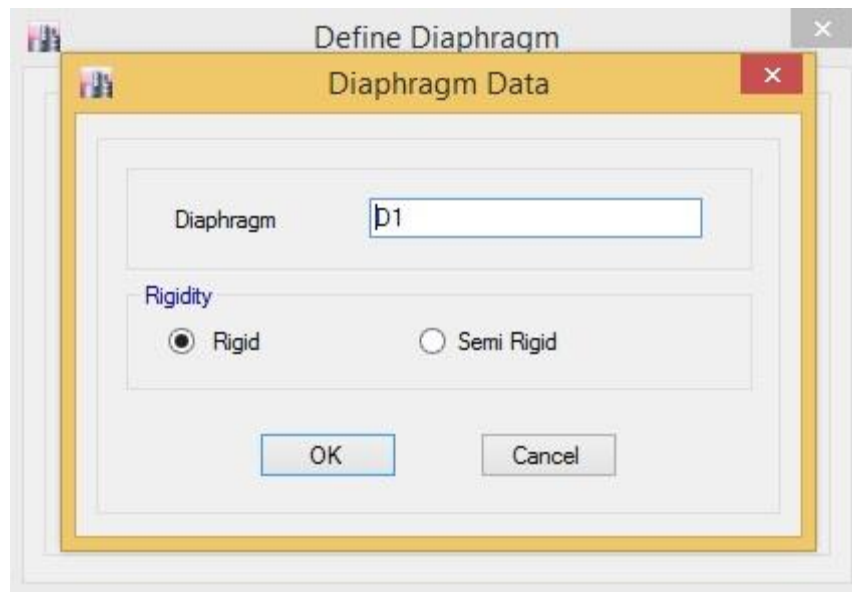 Define Diaphragm
Diaphragm Data
Diaphragm D1
Rigidity
Rigid Semi Rigid
OK Cancel